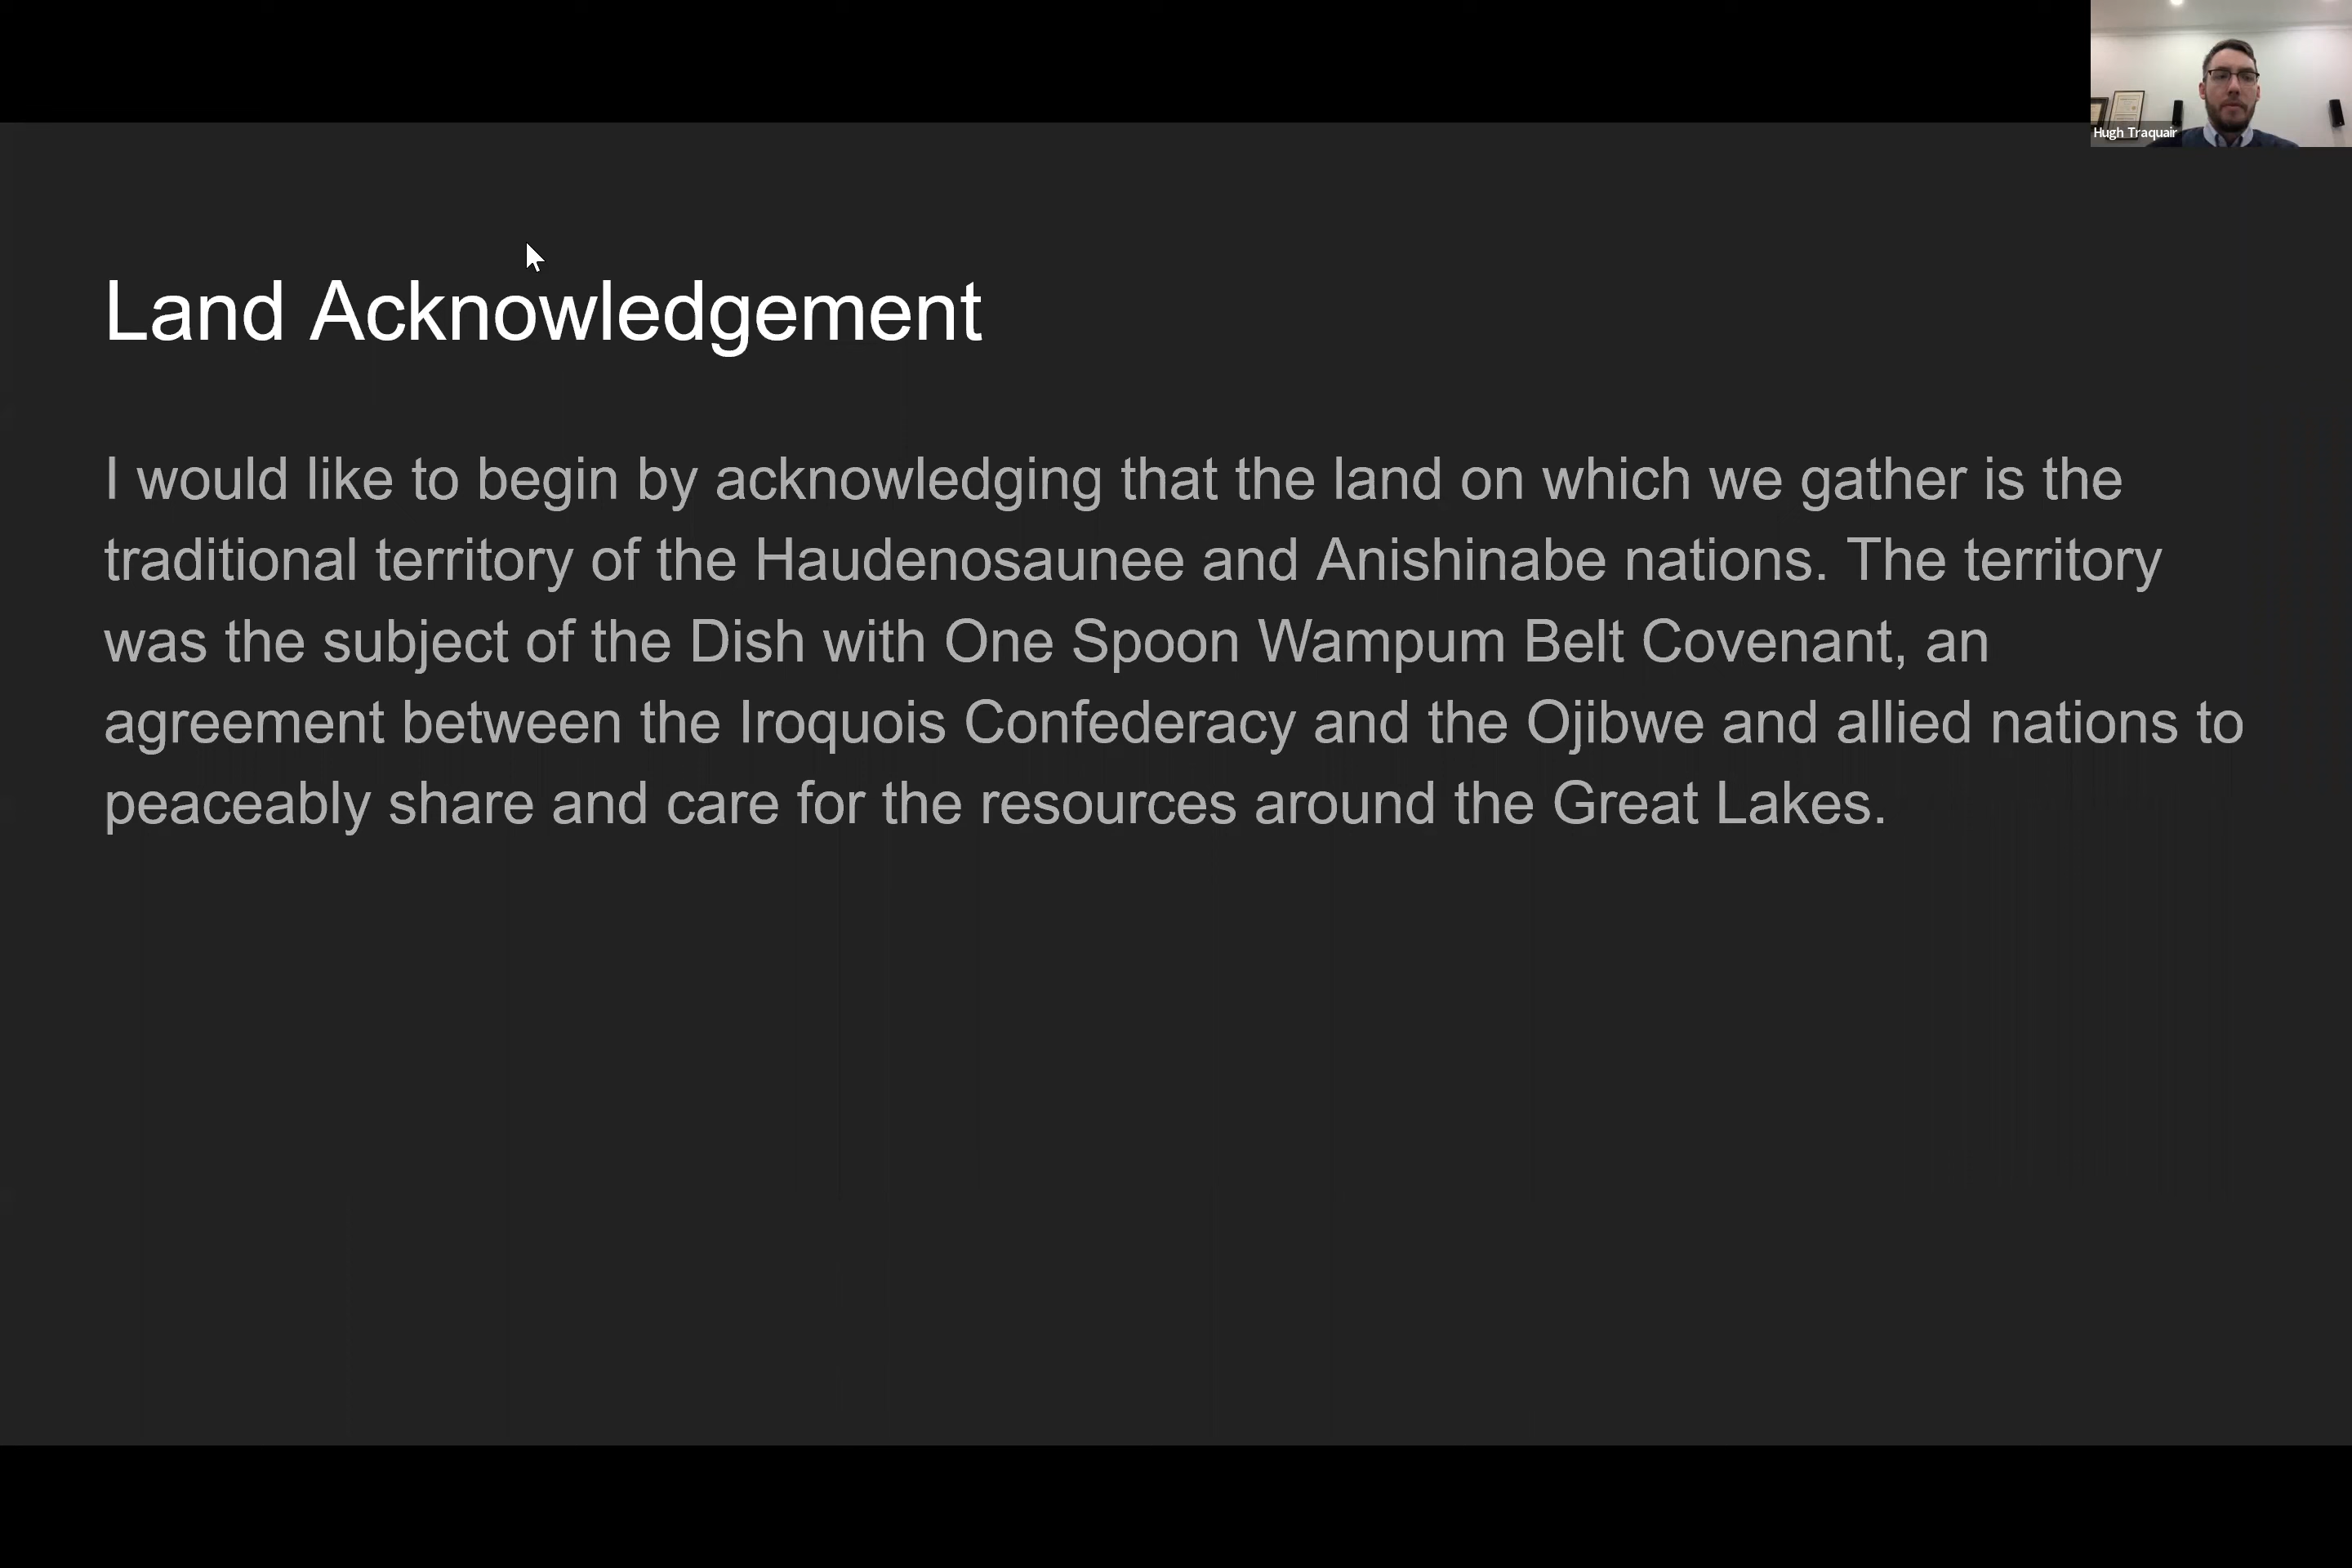 Hugh Traquair
Land Acknowledgement
I would like to begin by acknowledging that the land on which we gather is the
traditional territory of the Haudenosaunee and Anishinabe nations. The territory
was the subject of the Dish with One Spoon Wampum Belt Covenant, an
agreement between the Iroquois Confederacy and the Ojibwe and allied nations to
peaceably share and care for the resources around the Great Lakes.